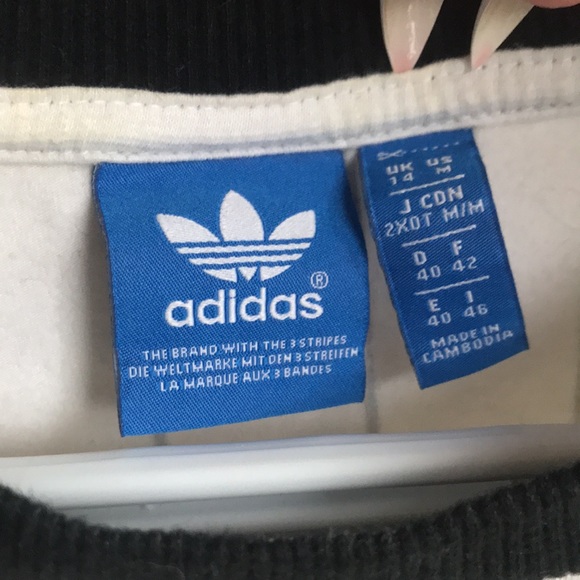 adidas®
THE BRAND WITH THE 3 STRIPES
DIE WELTMARKE MIT DEN 3 STREIFEN
LA MARQUE AUX 3 BANDES
UK US
14 M
J CDN
2XOT M/M
D F
40 42
E I
40 46
MADE IN
CAMBODIA